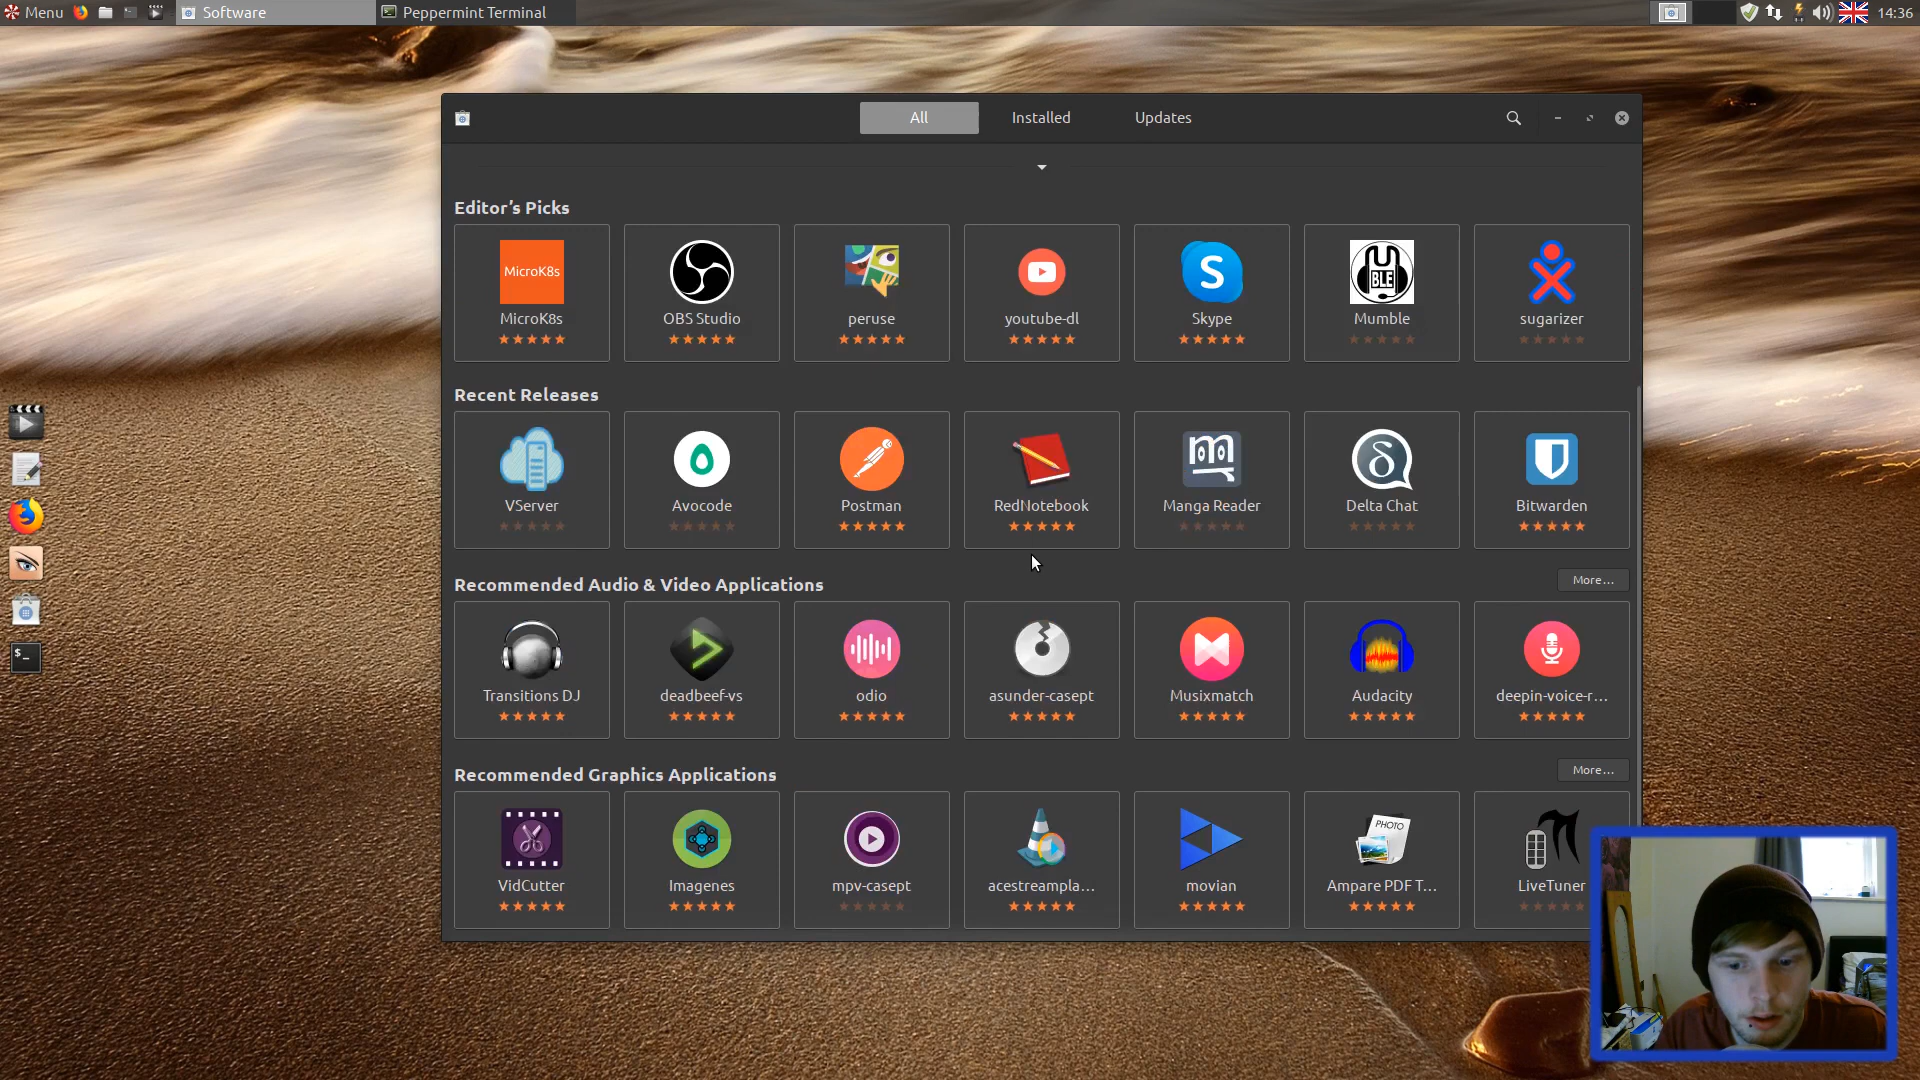 Menu
Software
Peppermint Terminal
14:36
All
Installed
Updates
Editor’s Picks
MicroK8s
MicroK8s
OBS Studio
peruse
youtube-dl
Skype
Mumble
sugarizer
S
BLE
Recent Releases
VServer
Avocode
Postman
RedNotebook
Manga Reader
Delta Chat
Bitwarden
Recommended Audio & Video Applications
More...
Transitions DJ
deadbeef-vs
odio
asunder-casept
Musixmatch
Audacity
deepin-voice-r...
Recommended Graphics Applications
More...
PHOTO
VidCutter
Imagenes
mpv-casept
acestreampla...
movian
Ampare PDF T...
LiveTuner
$_